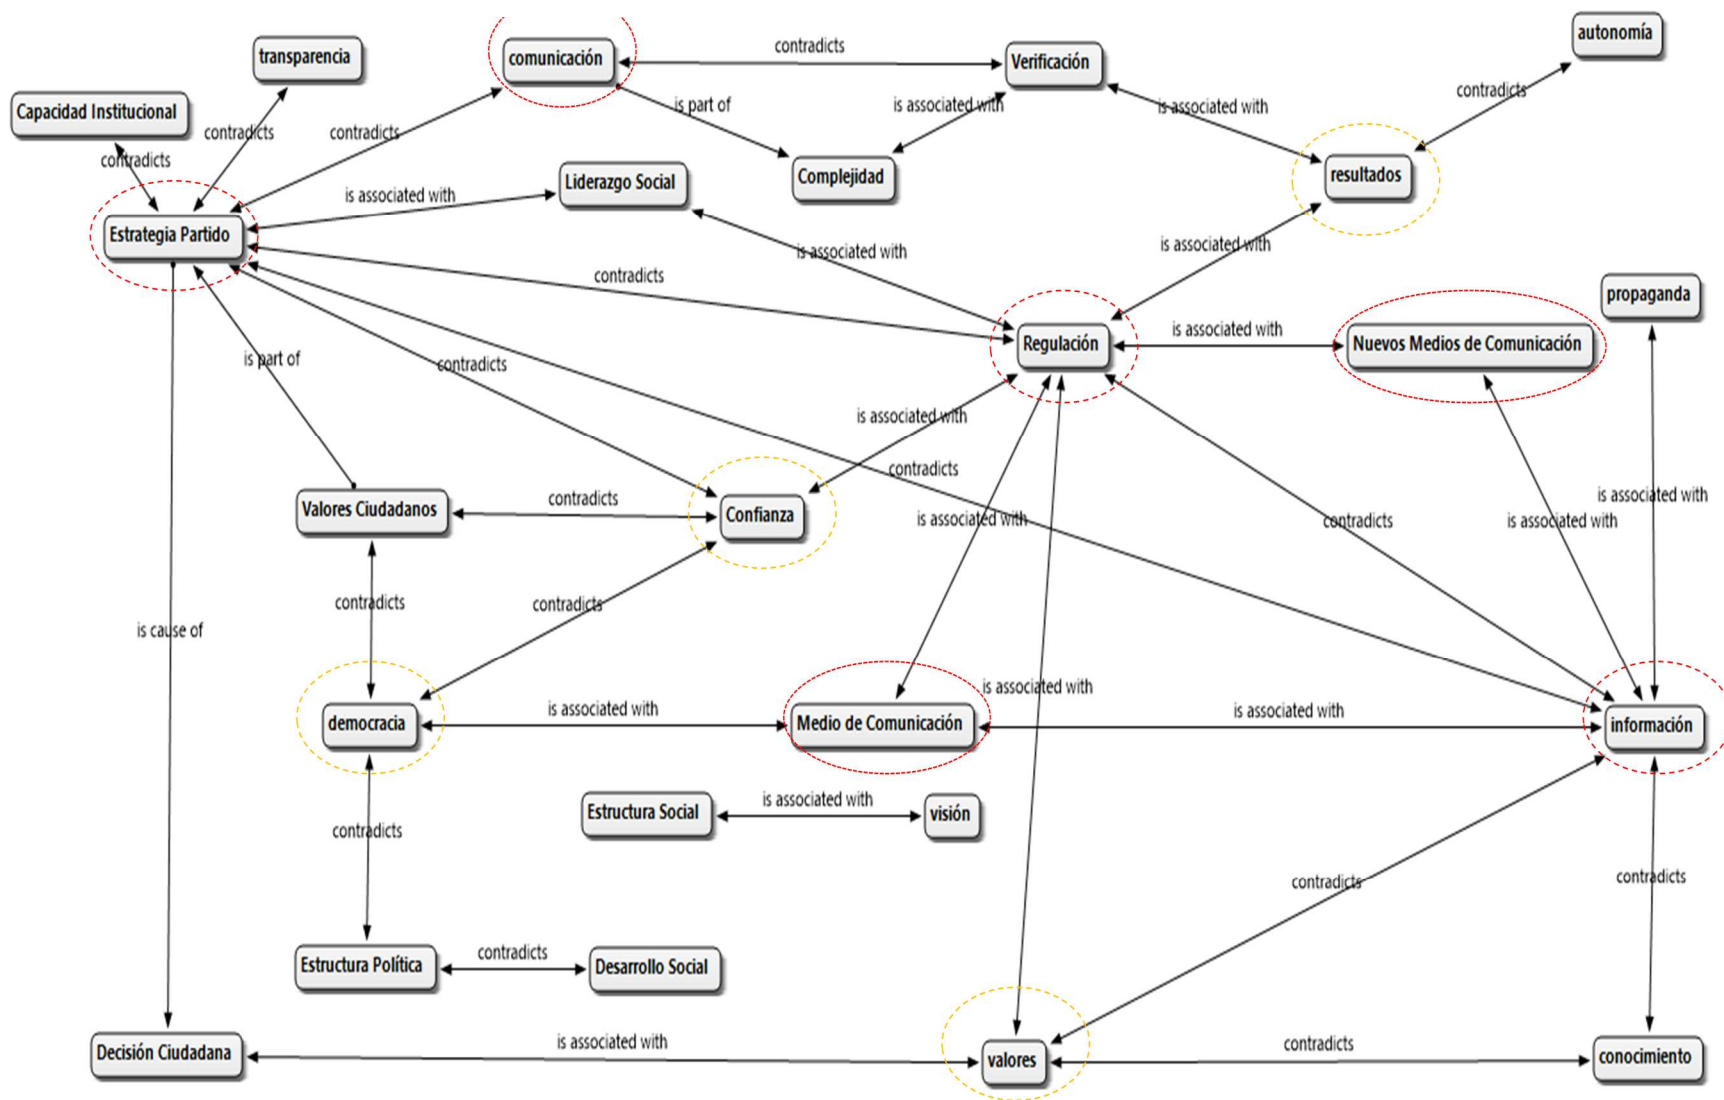 autonomía
transparencia
comunicación
contradicts
Verificación
Capacidad Institucional
contradicts
contradicts
contradicts
is part of
is associated with
is associated with
contradicts
Liderazgo Social
Complejidad
resultados
is associated with
Estrategia Partido
is associated with
is associated with
contradicts
propaganda
is associated with
Regulación
Nuevos Medios de Comunicación
is part of
contradicts
is associated with
contradicts
is associated with
Valores Ciudadanos
contradicts
Confianza
is associated with
contradicts
is associated with
contradicts
contradicts
is cause of
is associated with
democracia
is associated with
Medio de Comunicación
is associated with
información
Estructura Social
is associated with
visión
contradicts
contradicts
contradicts
Estructura Política
contradicts
Desarrollo Social
Decisión Ciudadana
is associated with
valores
contradicts
conocimiento